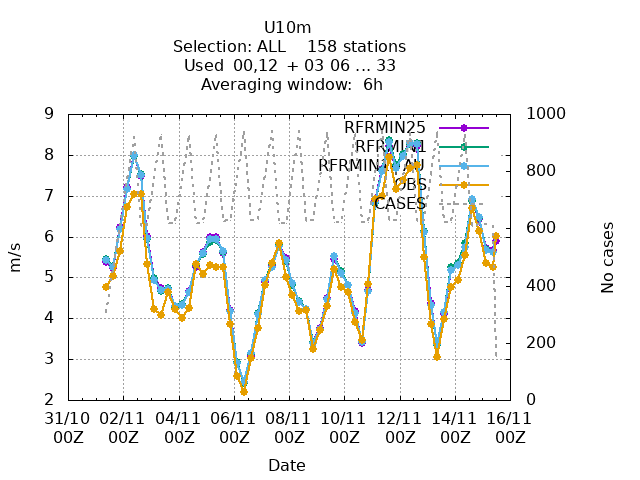 U10m
Selection: ALL 158 stations
Used 00,12 + 03 06 ... 33
Averaging window: 6h
9
8
7
6
5
4
3
2
m/s
1000
800
600
400
200
0
No cases
RFRMIN25
RFRMIN1
OBS
CASES
31/10 02/11 04/11 06/11 08/11 10/11 12/11 14/11 16/11
00Z 00Z 00Z 00Z 00Z 00Z 00Z 00Z 00Z
Date